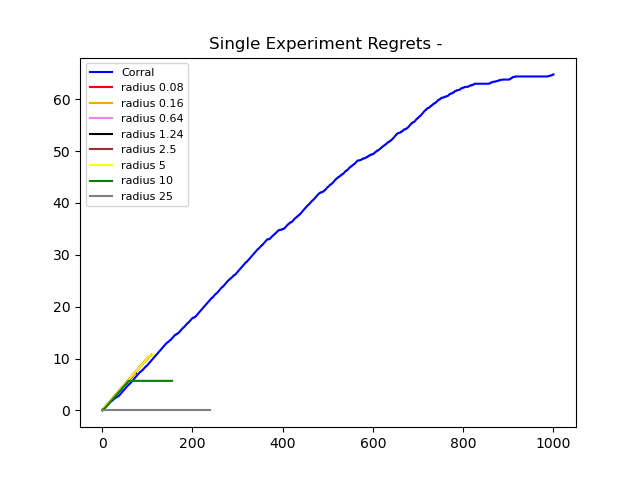 Single Experiment Regrets -
Corral
radius 0.08
radius 0.16
radius 0.64
radius 1.24
radius 2.5
radius 5
radius 10
radius 25
60
50
40
30
20
10
0
0 200 400 600 800 1000